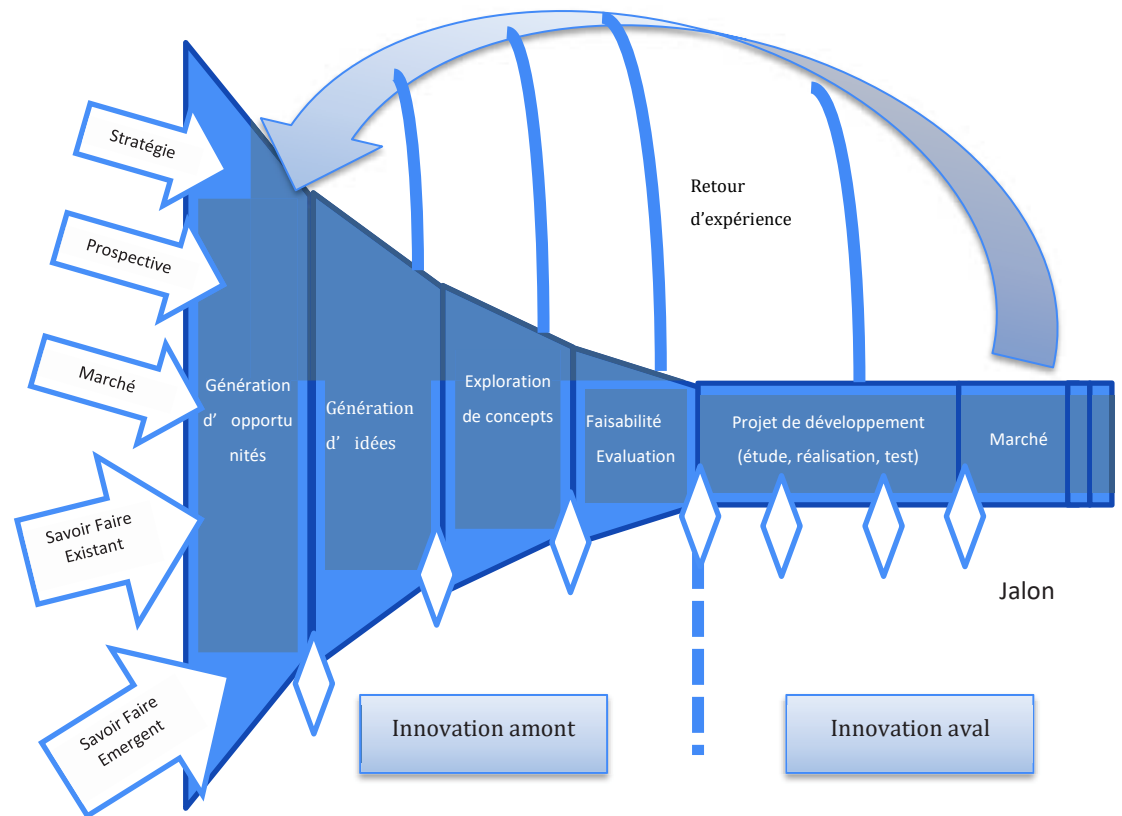 Stratégie
Prospective
Marché
Savoir Faire
Existant
Savoir Faire
Emergent
Génération
d' opportu
nités
Génération
d' idées
Exploration
de concepts
Faisabilité
Evaluation
Projet de développement
(étude, réalisation, test)
Marché
Retour
d'expérience
Jalon
Innovation amont
Innovation aval